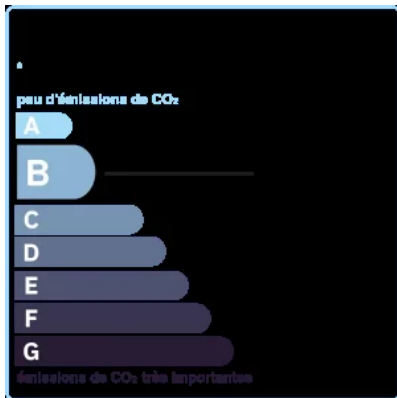 peu d'émissions de CO₂
A
B
C
D
E
F
G
émissions de CO₂ très importantes